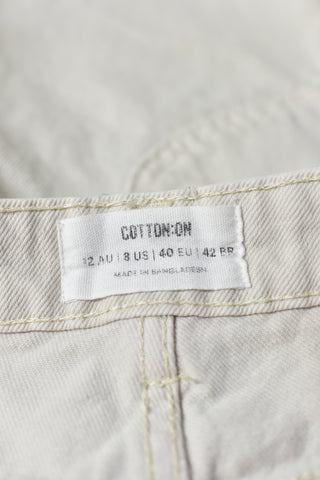 COTTON:ON
12 AU | 8 US | 40 EU | 42 BR
MADE IN BANGLADESH